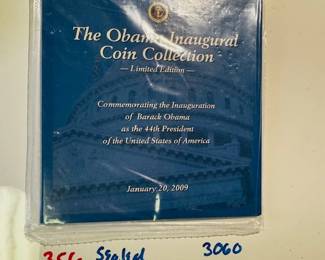 The Obama Inaugural
Coin Collection
— Limited Edition —
Commemorating the Inauguration
of Barack Obama
as the 44th President
of the United States of America
January 20, 2009
Sealed 3060